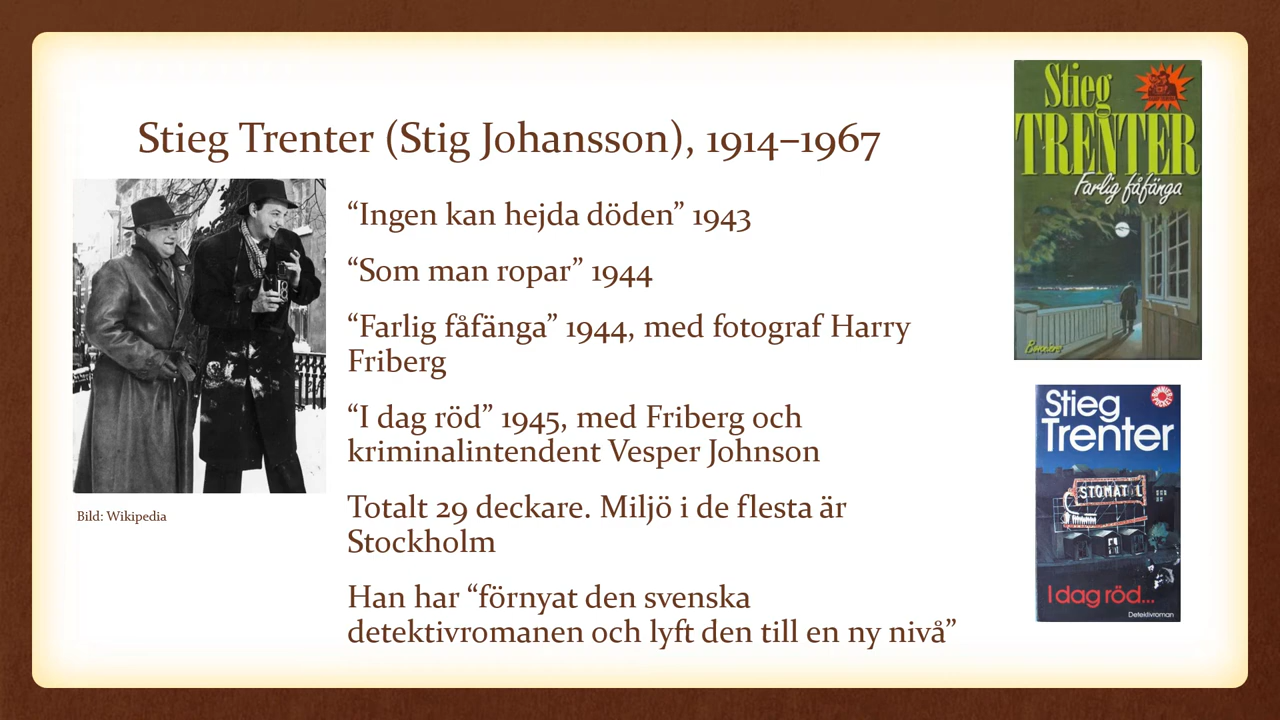 Stieg Trenter (Stig Johansson), 1914–1967
“Ingen kan hejda döden” 1943
“Som man ropar” 1944
“Farlig fåfänga” 1944, med fotograf Harry
Friberg
“I dag röd” 1945, med Friberg och
kriminalintendent Vesper Johnson
Totalt 29 deckare. Miljö i de flesta är
Stockholm
Han har “förnyat den svenska
detektivromanen och lyft den till en ny nivå”
Bild: Wikipedia
Stieg
TRENTER
Farlig fåfänga
Bonniers
Stieg
Trenter
BONNIER
POCKET
STOMATOL
I dag röd...
Detektivroman